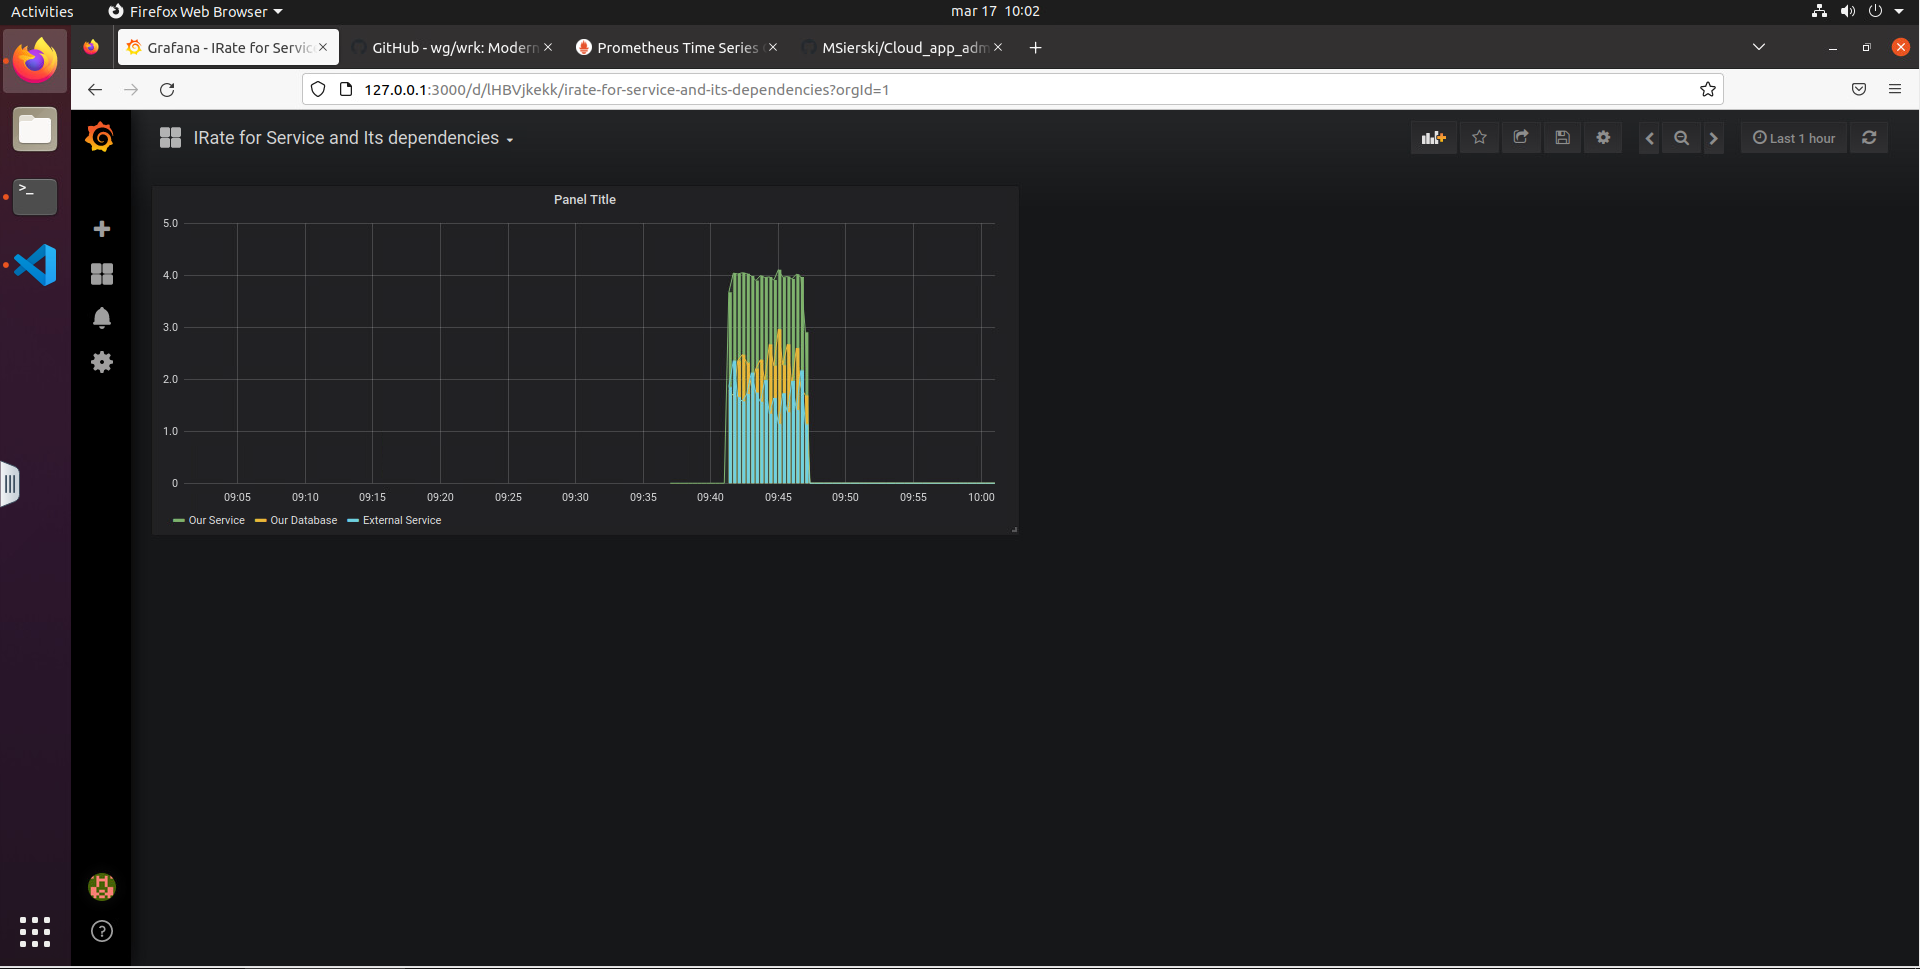 Activities
Firefox Web Browser
mar 17 10:02
Grafana - IRate for Servic
GitHub - wg/wrk: Modern
Prometheus Time Series
MSierski/Cloud_app_adm
127.0.0.1:3000/d/lHBVjkekk/irate-for-service-and-its-dependencies?orgId=1
IRate for Service and Its dependencies
Last 1 hour
Panel Title
5.0
4.0
3.0
2.0
1.0
0
09:05 09:10 09:15 09:20 09:25 09:30 09:35 09:40 09:45 09:50 09:55 10:00
Our Service Our Database External Service